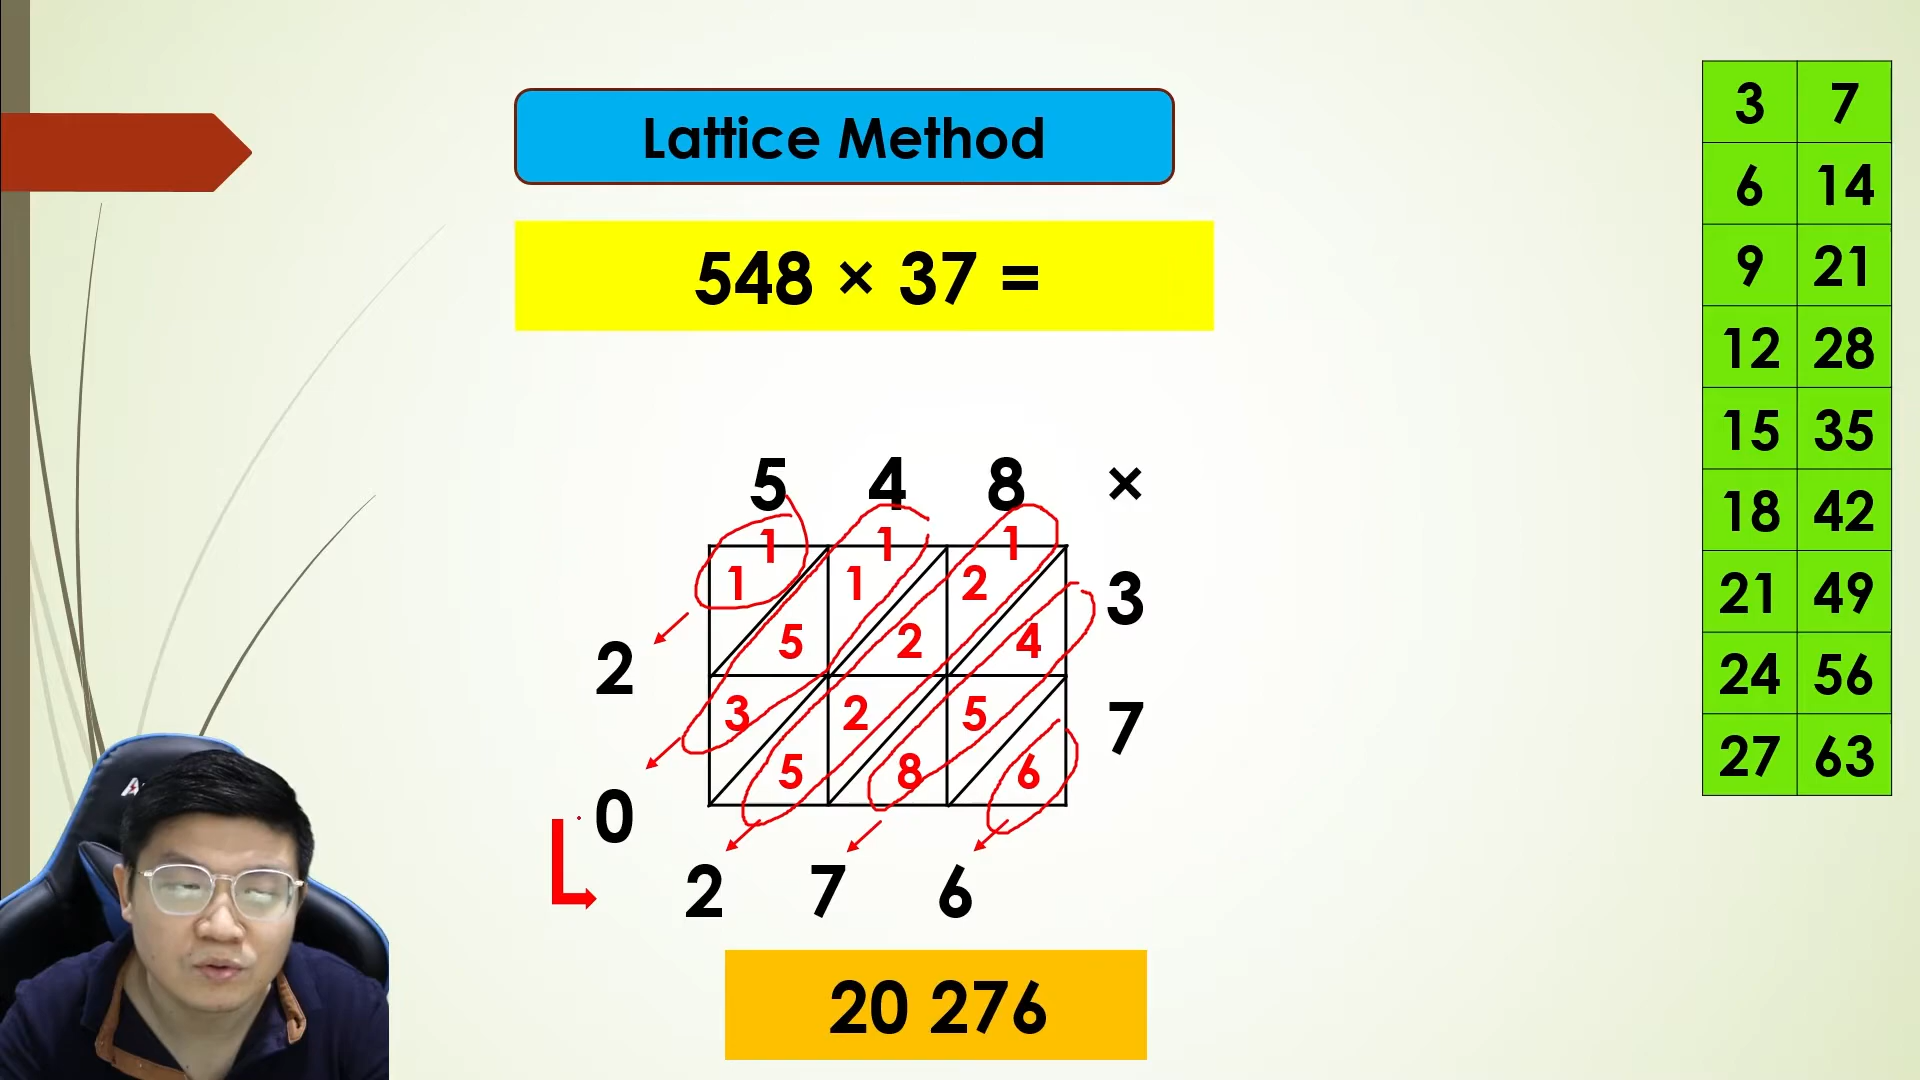 Lattice Method
548 × 37 =
5 4 8 ×
1 1 1
1 1 2
3
5 2 4
2
3 2 5
7
5 8 6
0
2 7 6
20 276
3 7
6 14
9 21
12 28
15 35
18 42
21 49
24 56
27 63